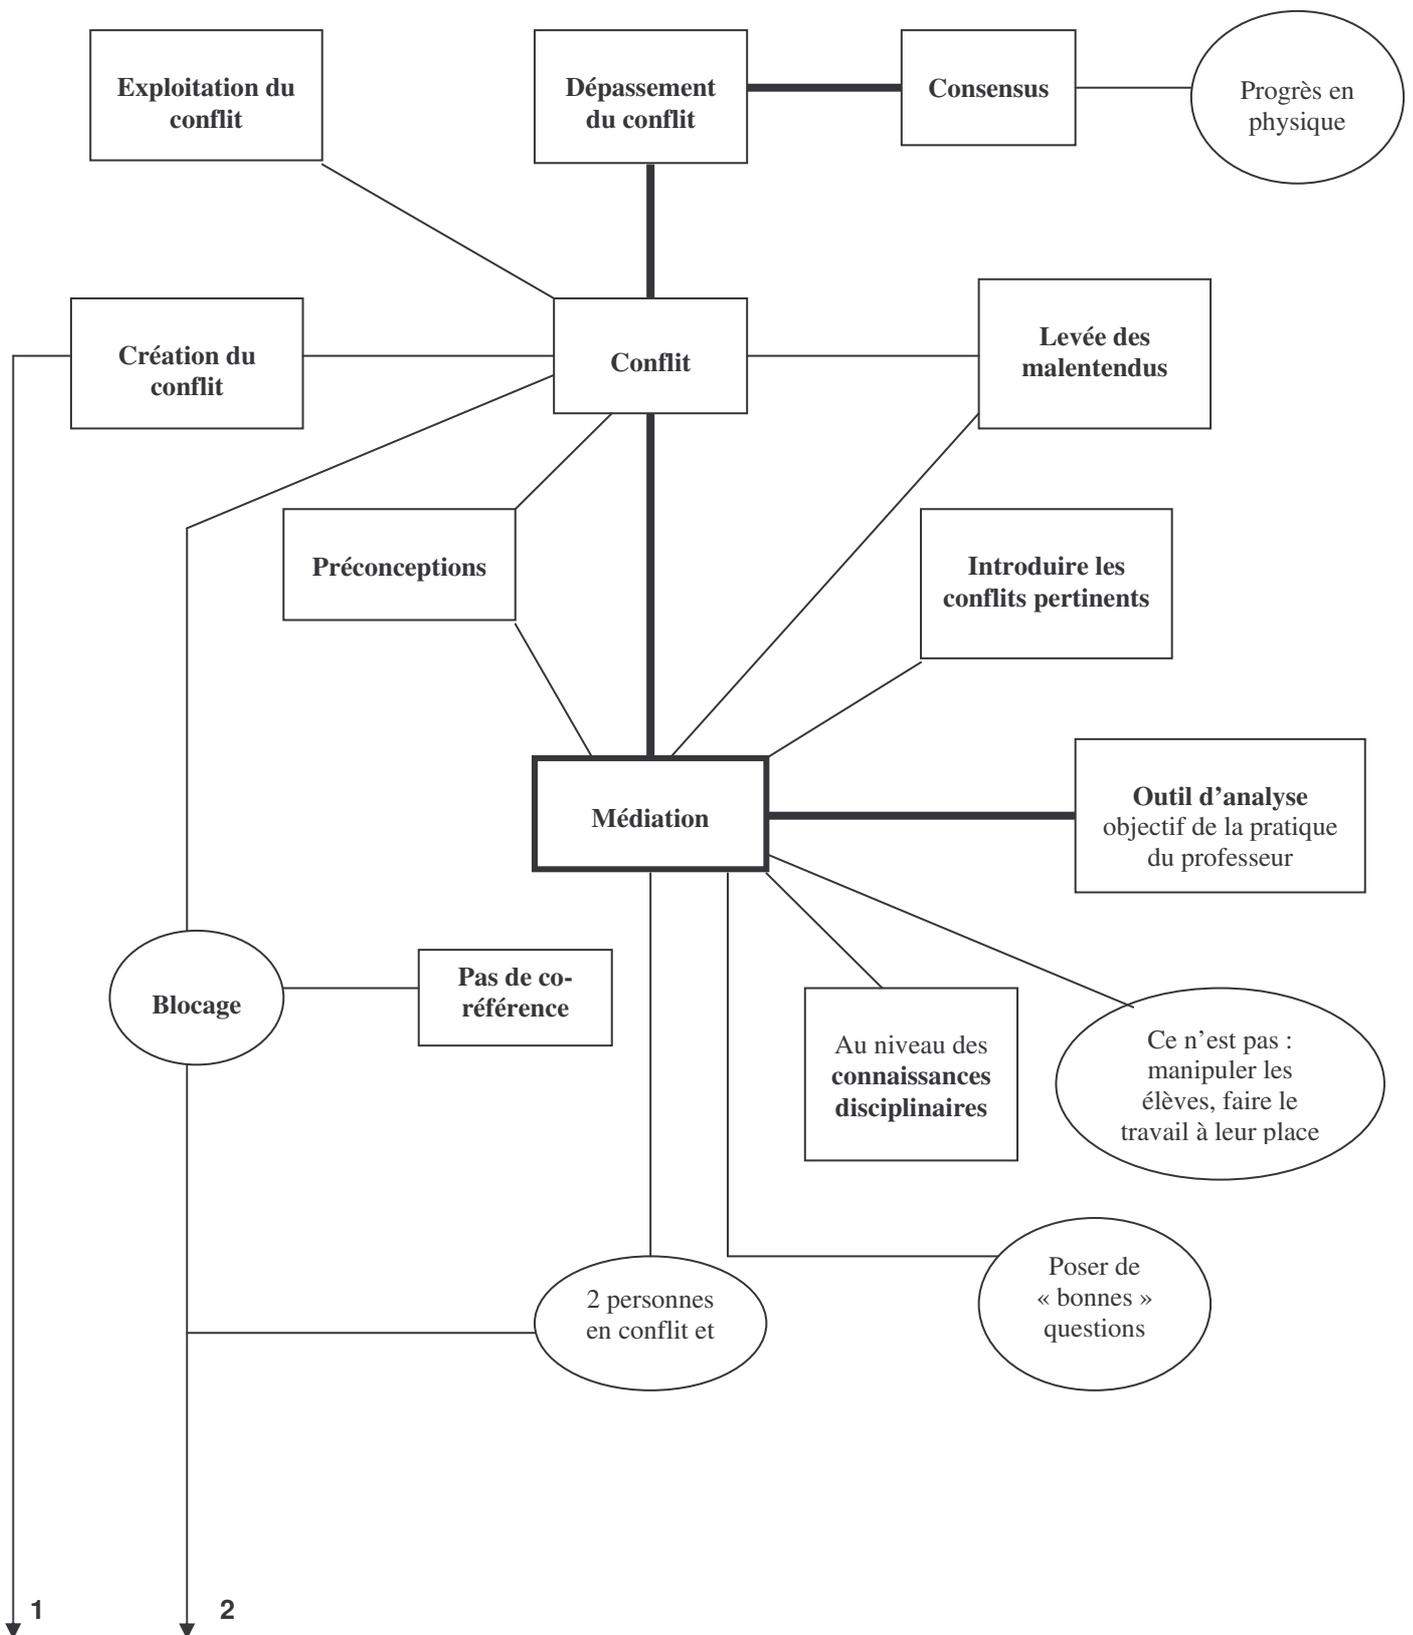 Exploitation du
conflit
Dépassement
du conflit
Consensus
Progrès en
physique
Création du
conflit
Conflit
Levée des
malentendus
Préconceptions
Introduire les
conflits pertinents
Médiation
Outil d’analyse
objectif de la pratique
du professeur
Blocage
Pas de co-
référence
Au niveau des
connaissances
disciplinaires
Ce n’est pas :
manipuler les
élèves, faire le
travail à leur place
2 personnes
en conflit et
Poser de
« bonnes »
questions
1
2